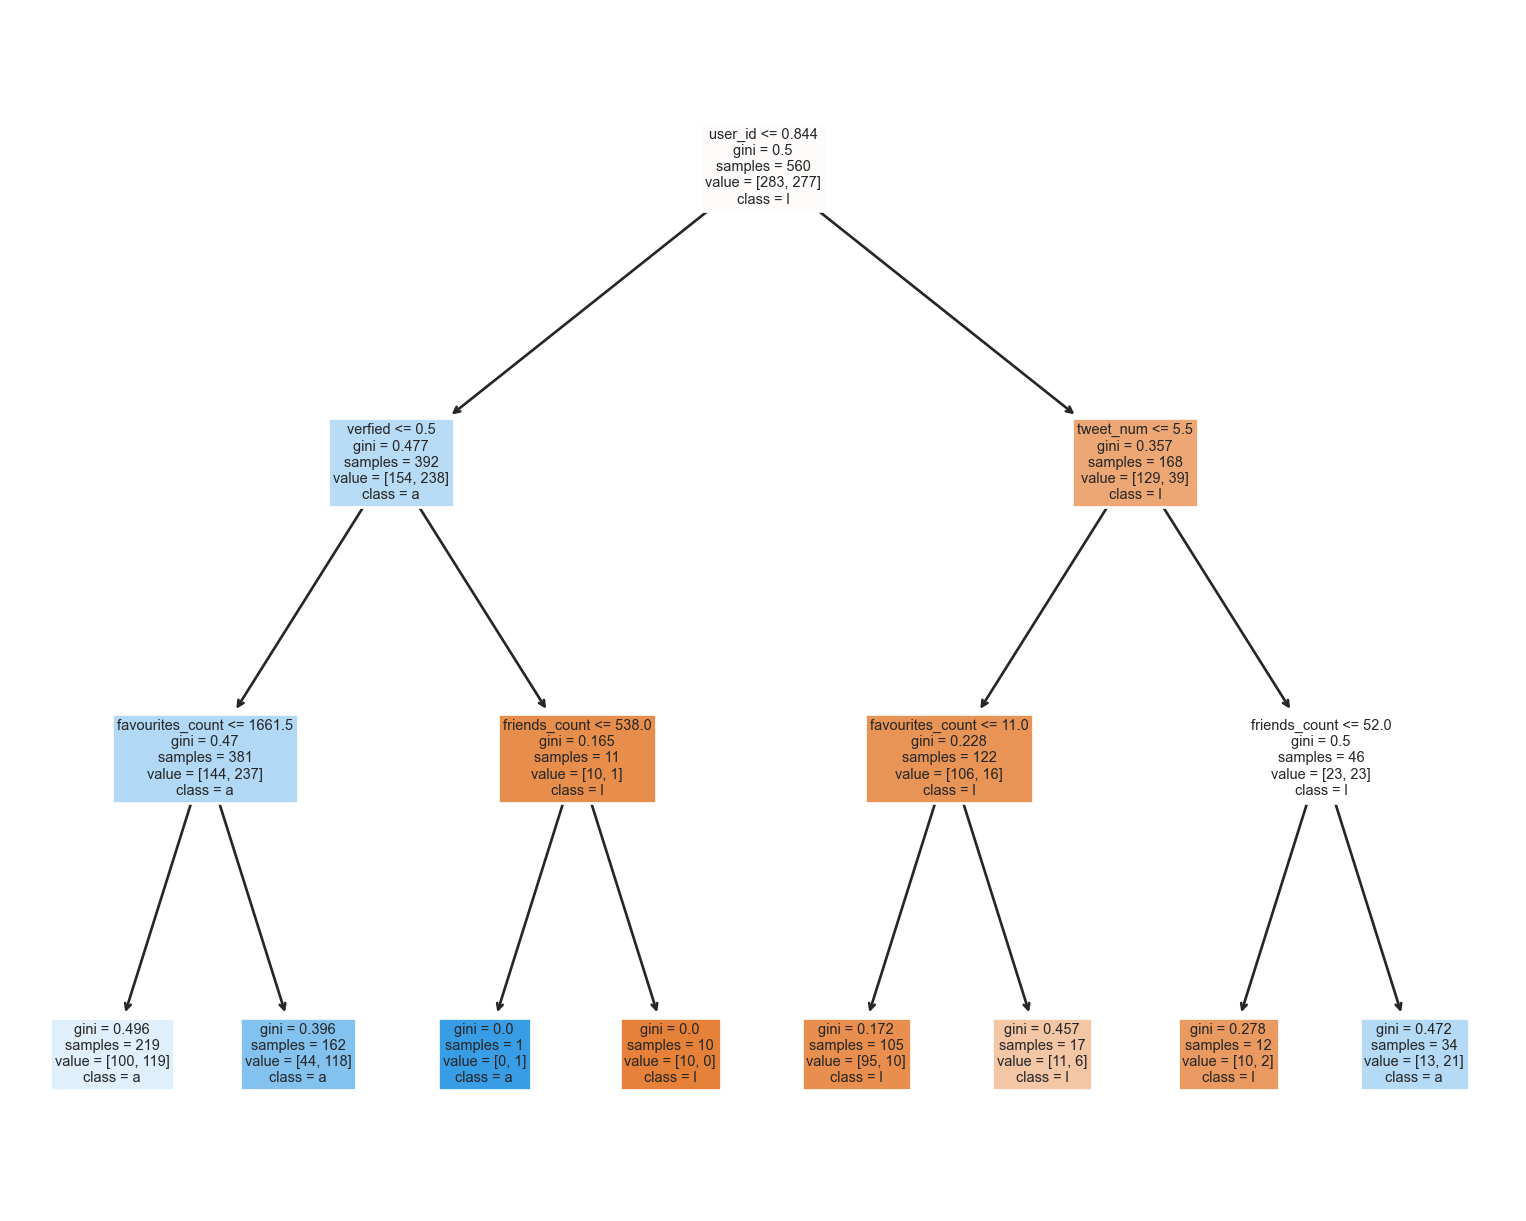 user_id <= 0.844
gini = 0.5
samples = 560
value = [283, 277]
class = l
verfied <= 0.5
gini = 0.477
samples = 392
value = [154, 238]
class = a
tweet_num <= 5.5
gini = 0.357
samples = 168
value = [129, 39]
class = l
favourites_count <= 1661.5
gini = 0.47
samples = 381
value = [144, 237]
class = a
friends_count <= 538.0
gini = 0.165
samples = 11
value = [10, 1]
class = l
favourites_count <= 11.0
gini = 0.228
samples = 122
value = [106, 16]
class = l
friends_count <= 52.0
gini = 0.5
samples = 46
value = [23, 23]
class = l
gini = 0.496
samples = 219
value = [100, 119]
class = a
gini = 0.396
samples = 162
value = [44, 118]
class = a
gini = 0.0
samples = 1
value = [0, 1]
class = a
gini = 0.0
samples = 10
value = [10, 0]
class = l
gini = 0.172
samples = 105
value = [95, 10]
class = l
gini = 0.457
samples = 17
value = [11, 6]
class = l
gini = 0.278
samples = 12
value = [10, 2]
class = l
gini = 0.472
samples = 34
value = [13, 21]
class = a